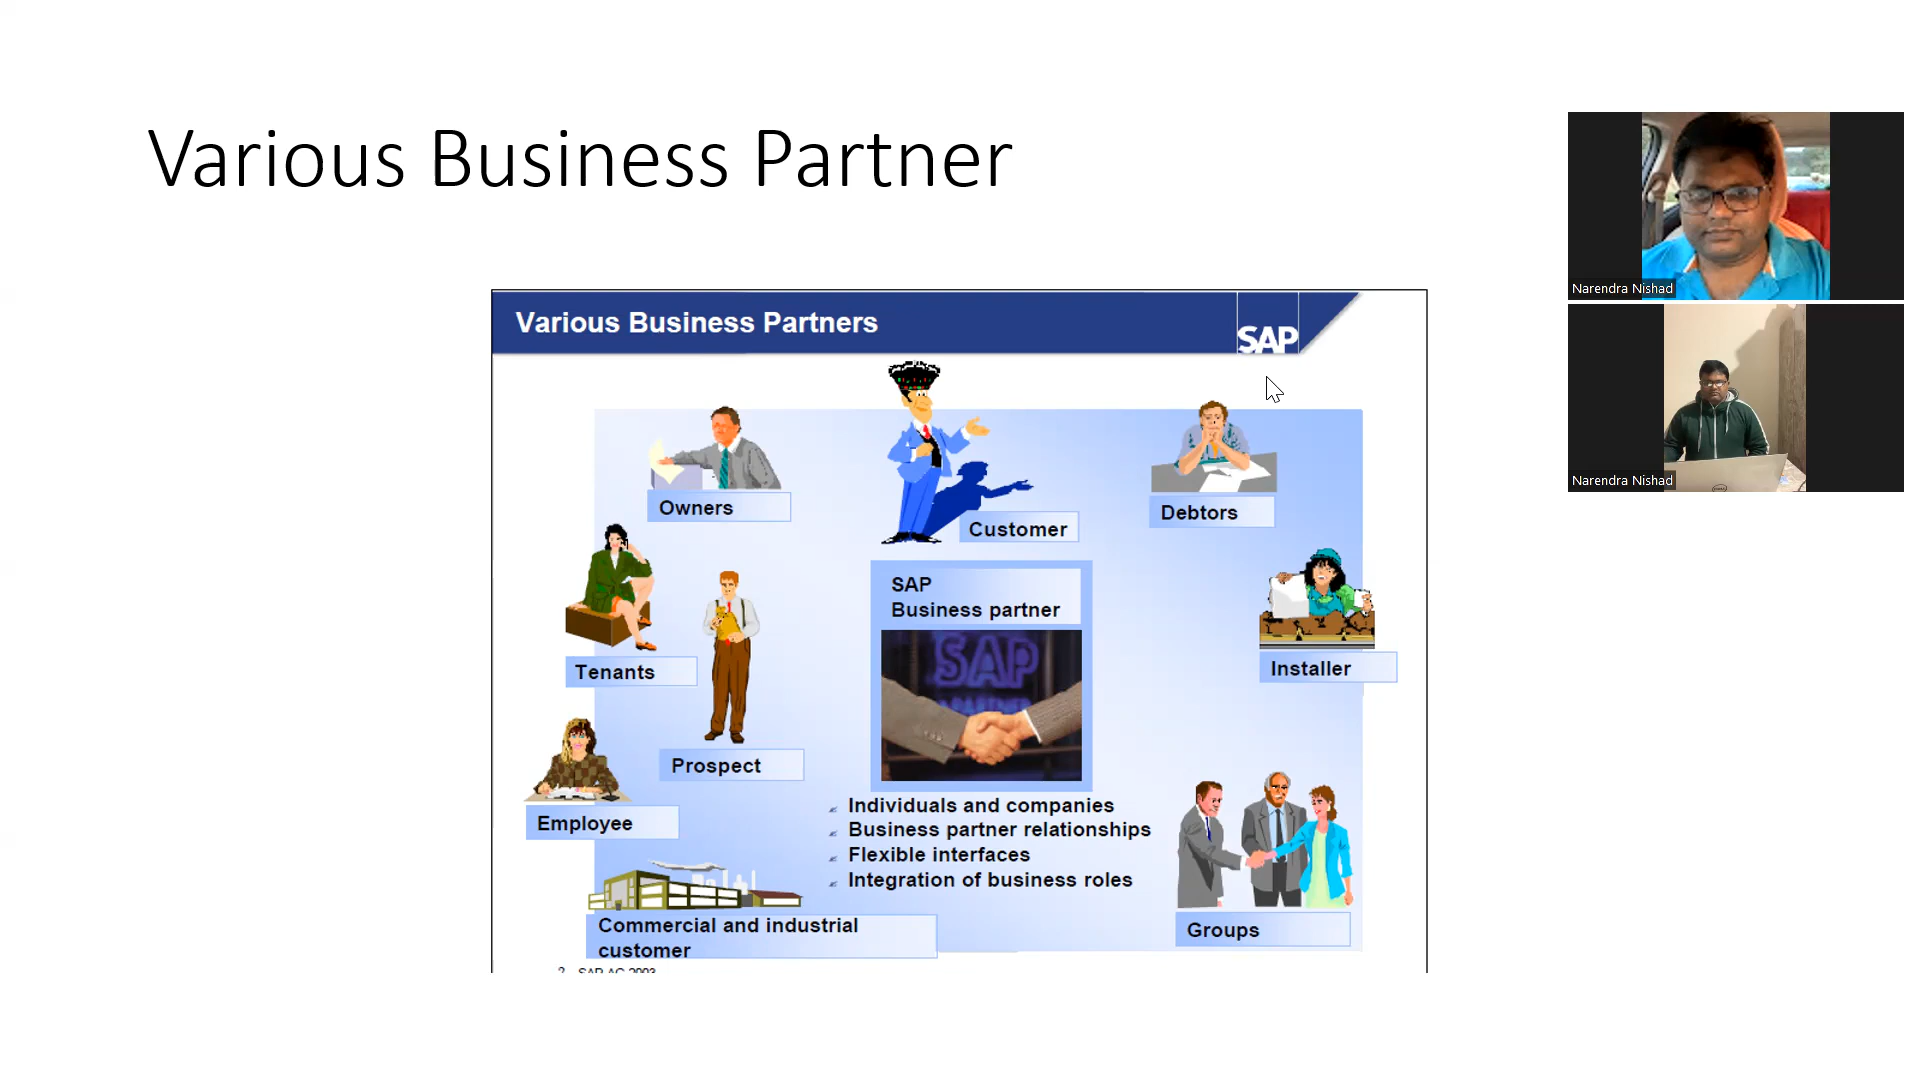 Various Business Partner
Narendra Nishad
Narendra Nishad
Various Business Partners
SAP
Owners
Customer
Debtors
SAP
Business partner
SAP
Tenants
Installer
Prospect
Employee
Individuals and companies
Business partner relationships
Flexible interfaces
Integration of business roles
Commercial and industrial
customer
Groups
2 SAP AG 2003